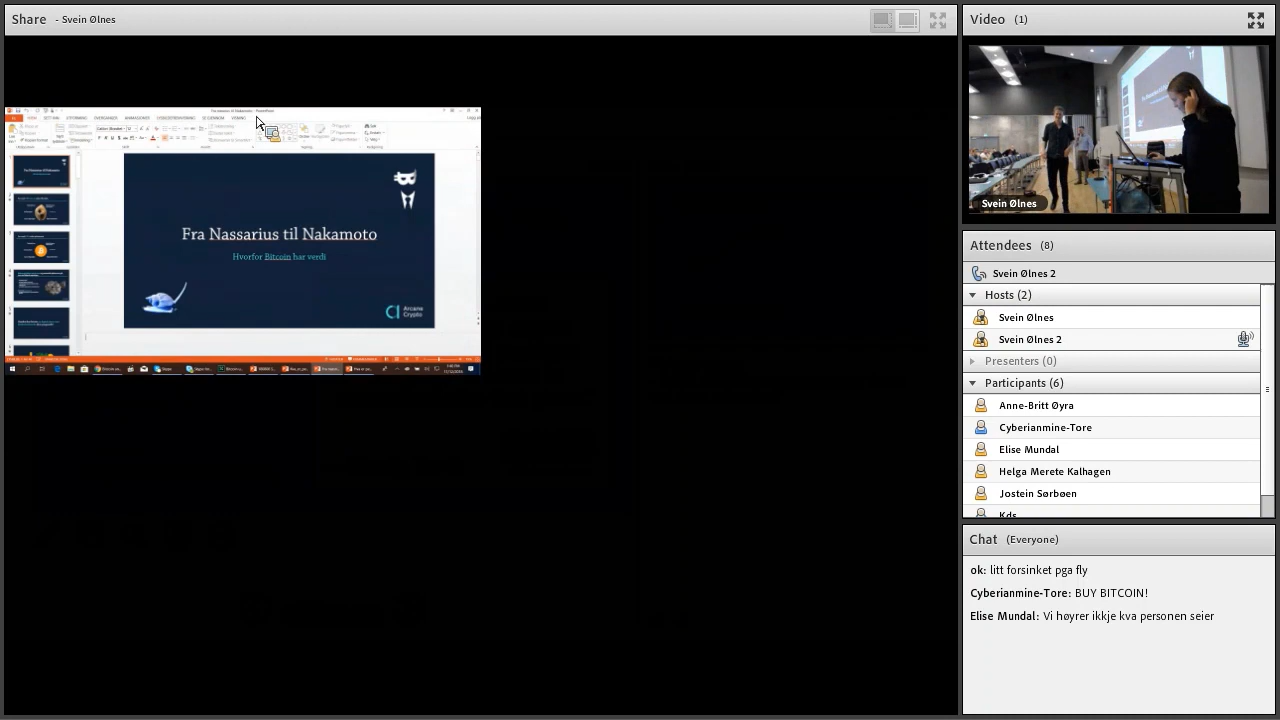 Share - Svein Ølnes
Video (1)
Svein Ølnes
Fra Nassarius til Nakamoto
Hvorfor Bitcoin har verdi
Arcane
Crypto
Attendees (8)
Svein Ølnes 2
Hosts (2)
Svein Ølnes
Svein Ølnes 2
Presenters (0)
Participants (6)
Anne-Britt Øyra
Cyberianmine-Tore
Elise Mundal
Helga Merete Kalhagen
Jostein Sørbøen
Kds
Chat (Everyone)
ok: litt forsinket pga fly
Cyberianmine-Tore: BUY BITCOIN!
Elise Mundal: Vi høyrer ikkje kva personen seier